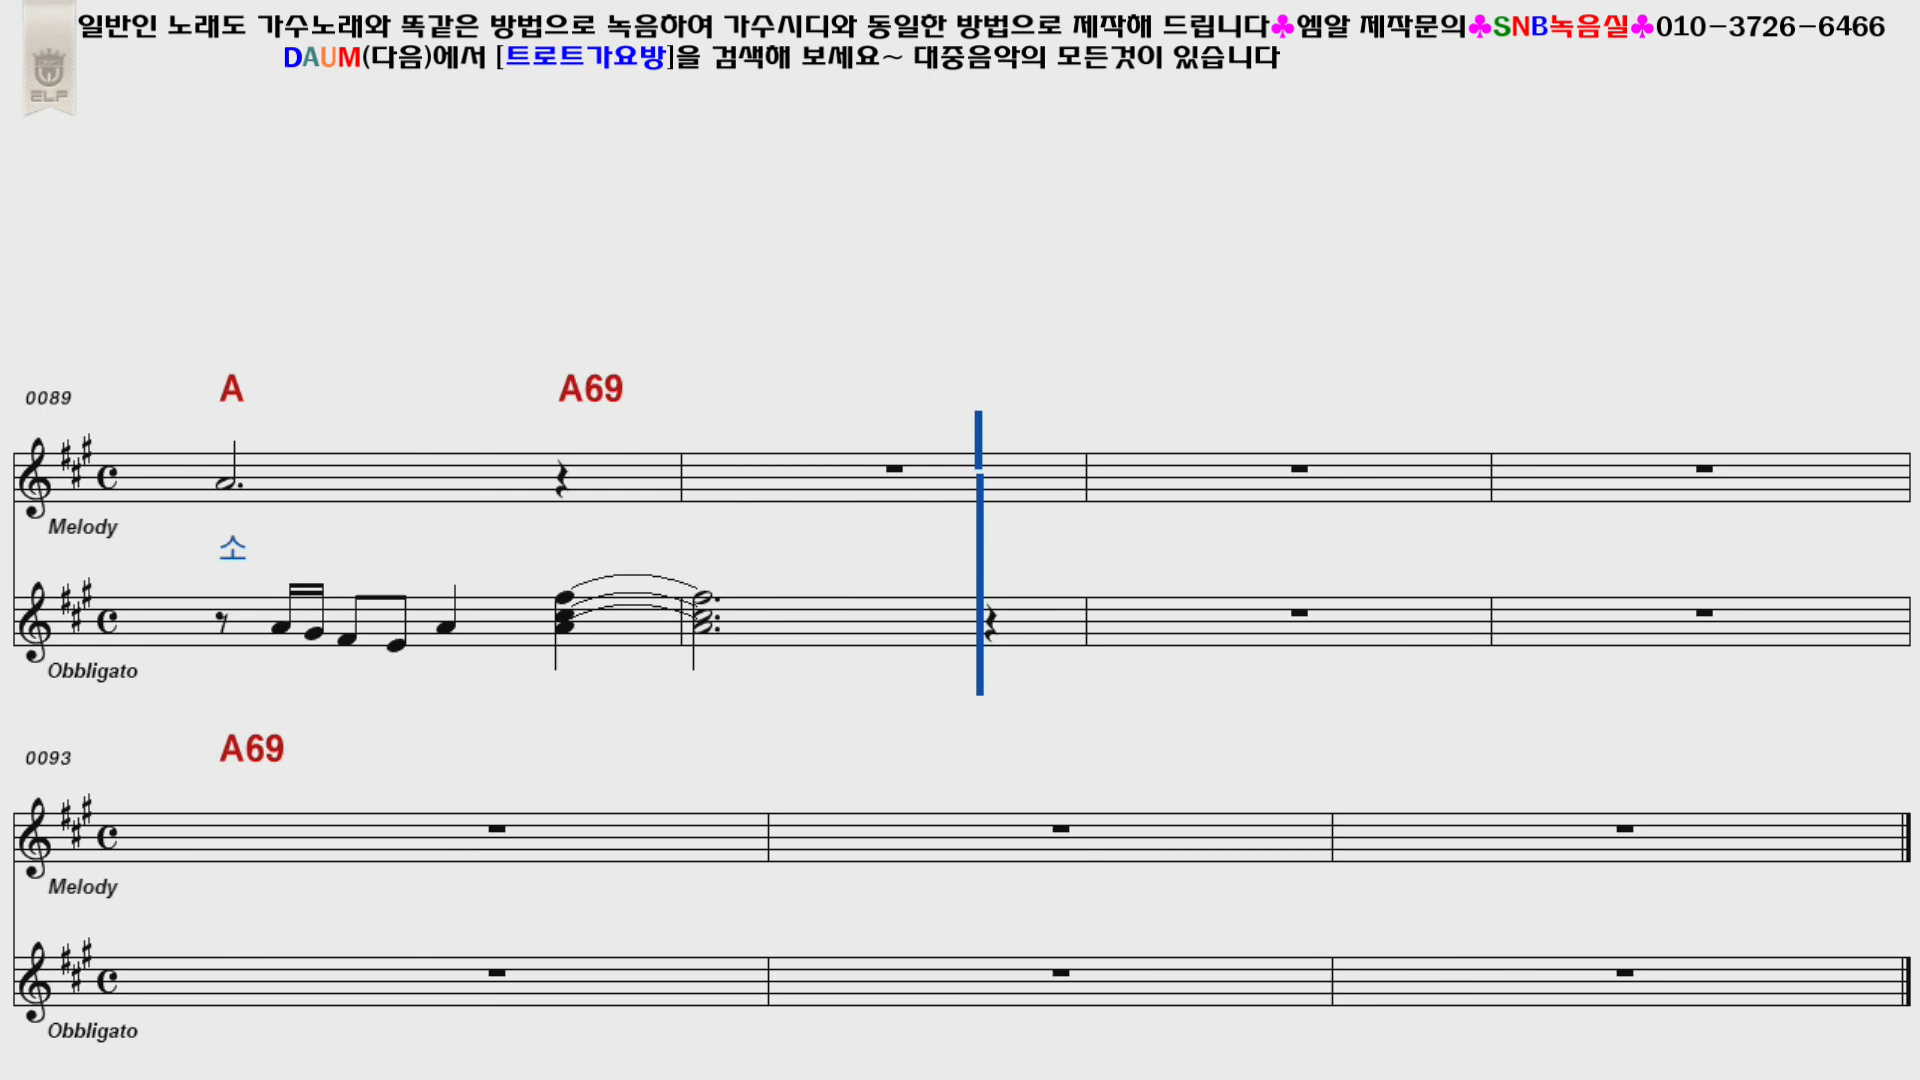 일반인 노래도 가수노래와 똑같은 방법으로 녹음하여 가수시디와 동일한 방법으로 제작해 드립니다♣엠알 제작문의♣SNB녹음실♣010-3726-6466
DAUM(다음)에서 [트로트가요방]을 검색해 보세요~ 대중음악의 모든것이 있습니다
ELF
0089 A A69
Melody
소
Obbligato
0093 A69
Melody
Obbligato